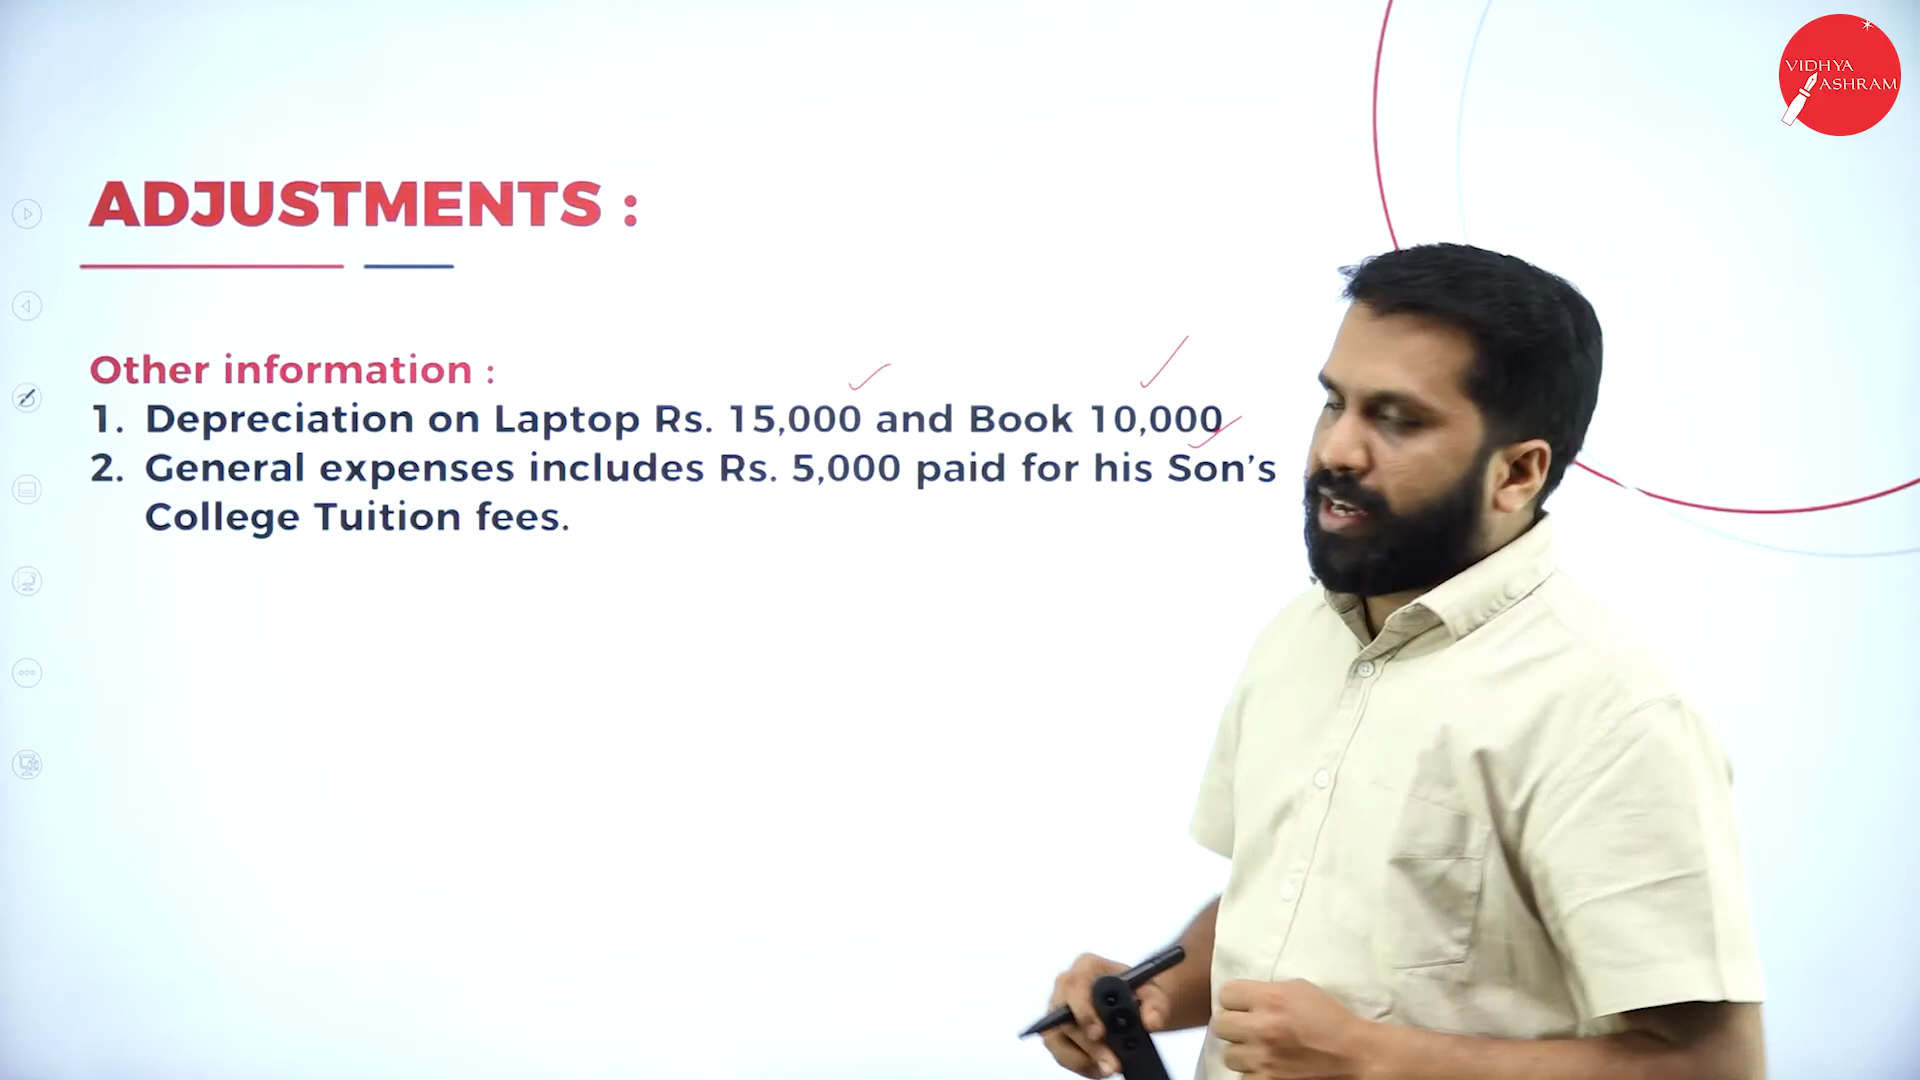 VIDHYA
ASHRAM
ADJUSTMENTS :
Other information :
1. Depreciation on Laptop Rs. 15,000 and Book 10,000
2. General expenses includes Rs. 5,000 paid for his Son's
College Tuition fees.